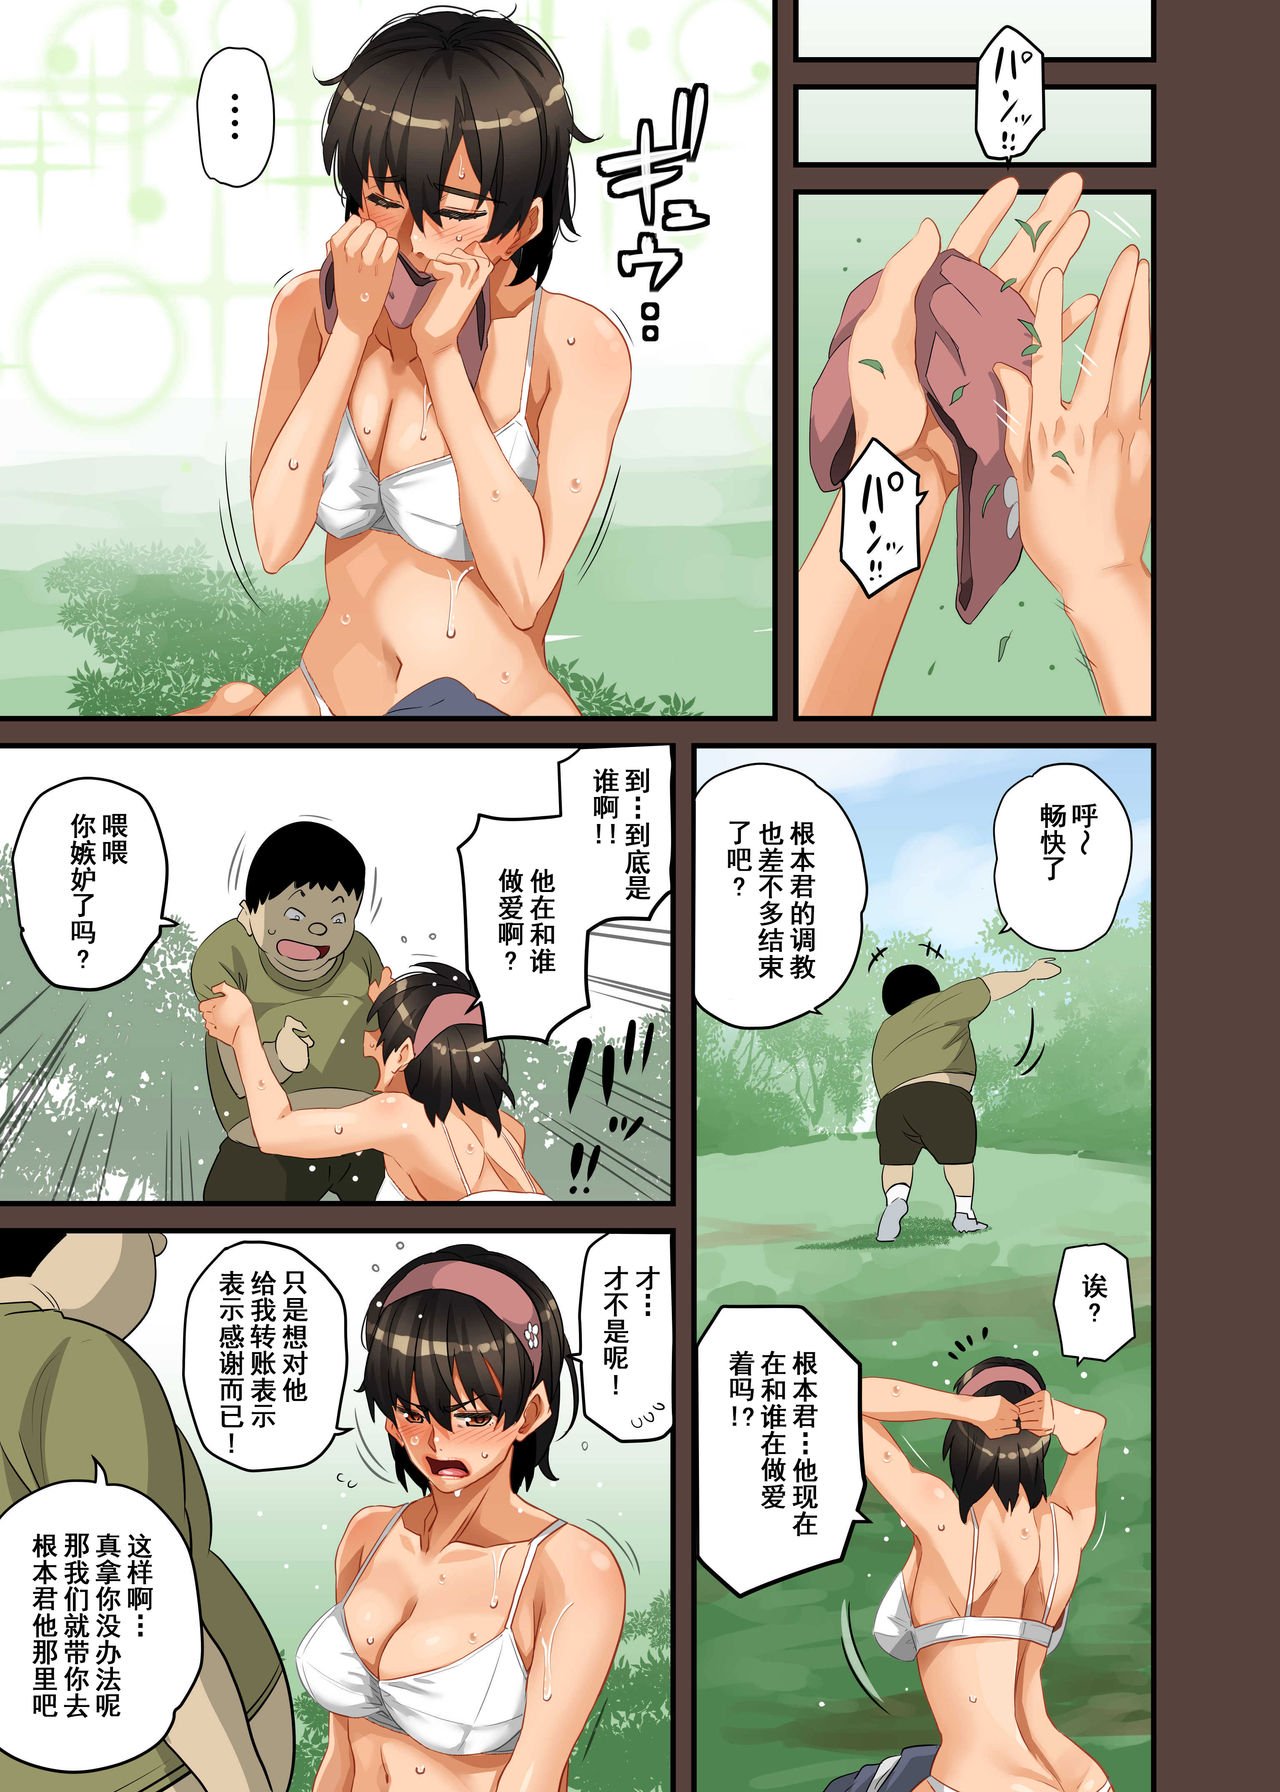 パンッ!!
パンッ!!
ギュウ…
…
呼～
畅快了
根本君的调教
也差不多结束
了吧？
诶？
根本君…他现在
在和谁在做爱
着吗!？
到…到底是
谁啊!!
他在和谁
做爱啊？
バッ!!
喂喂
你嫉妒了吗？
才…
才不是呢！
只是想对他
给我转账表示
表示感谢而已！
这样啊…
真拿你没办法呢
那我们就带你去
根本君他那里吧